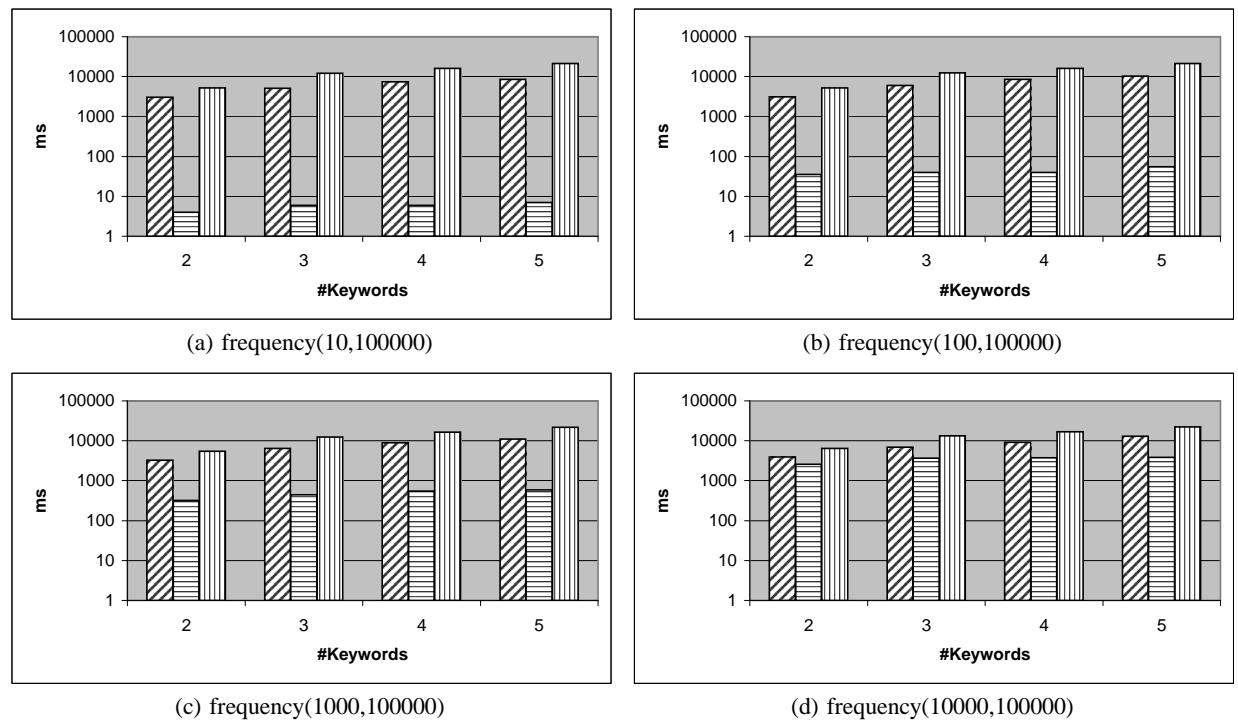 100000
10000
1000
100
10
1
ms
2 3 4 5
#Keywords
(a) frequency(10,100000)
100000
10000
1000
100
10
1
ms
2 3 4 5
#Keywords
(b) frequency(100,100000)
100000
10000
1000
100
10
1
ms
2 3 4 5
#Keywords
(c) frequency(1000,100000)
100000
10000
1000
100
10
1
ms
2 3 4 5
#Keywords
(d) frequency(10000,100000)